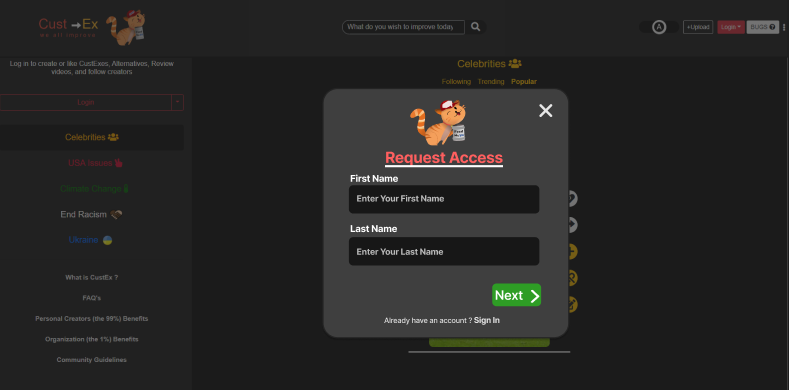 Cust ➞Ex
we all improve
What do you wish to improve today
A
+Upload
Login
BUGS
Log in to create or like CustExes, Alternatives, Review
videos, and follow creators
Login
Celebrities
USA Issues
Climate Change
End Racism
Ukraine
What is CustEx ?
FAQ's
Personal Creators (the 99%) Benefits
Organization (the 1%) Benefits
Community Guidelines
Celebrities
Following Trending Popular
Request Access
First Name
Enter Your First Name
Last Name
Enter Your Last Name
Next
Already have an account ? Sign In